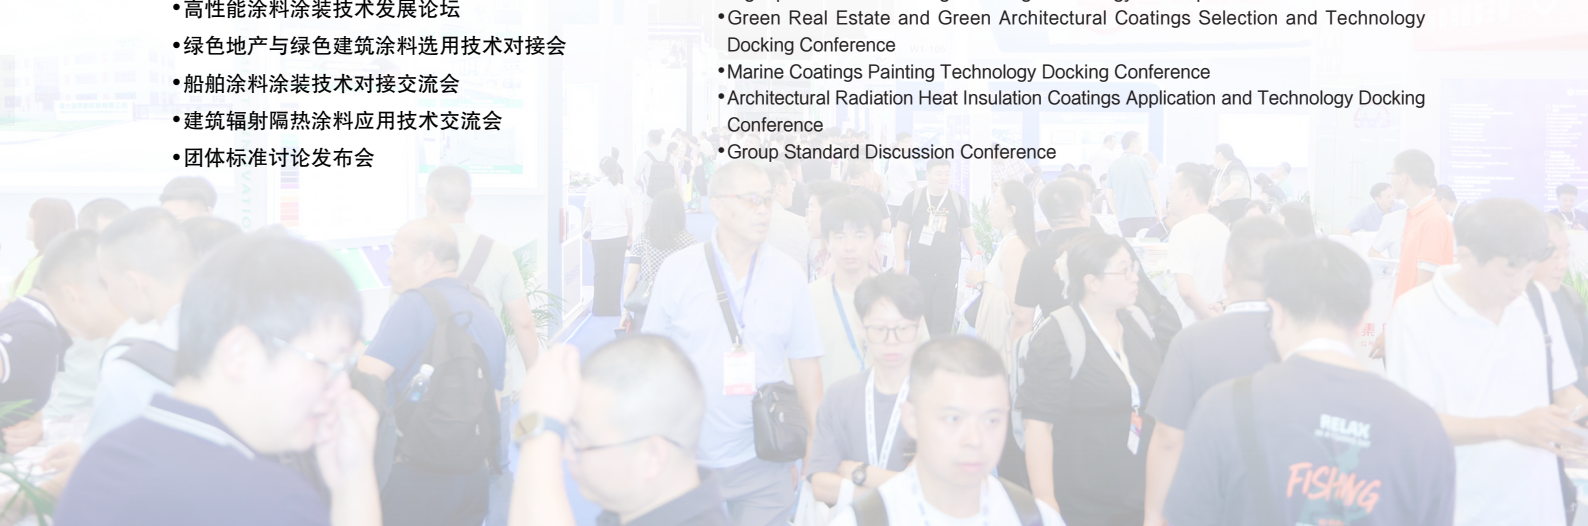 •高性能涂料涂装技术发展论坛
•绿色地产与绿色建筑涂料选用技术对接会
•船舶涂料涂装技术对接交流会
•建筑辐射隔热涂料应用技术交流会
•团体标准讨论发布会
•Green Real Estate and Green Architectural Coatings Selection and Technology
Docking Conference
•Marine Coatings Painting Technology Docking Conference
•Architectural Radiation Heat Insulation Coatings Application and Technology Docking
Conference
•Group Standard Discussion Conference
RELAX
FISHING